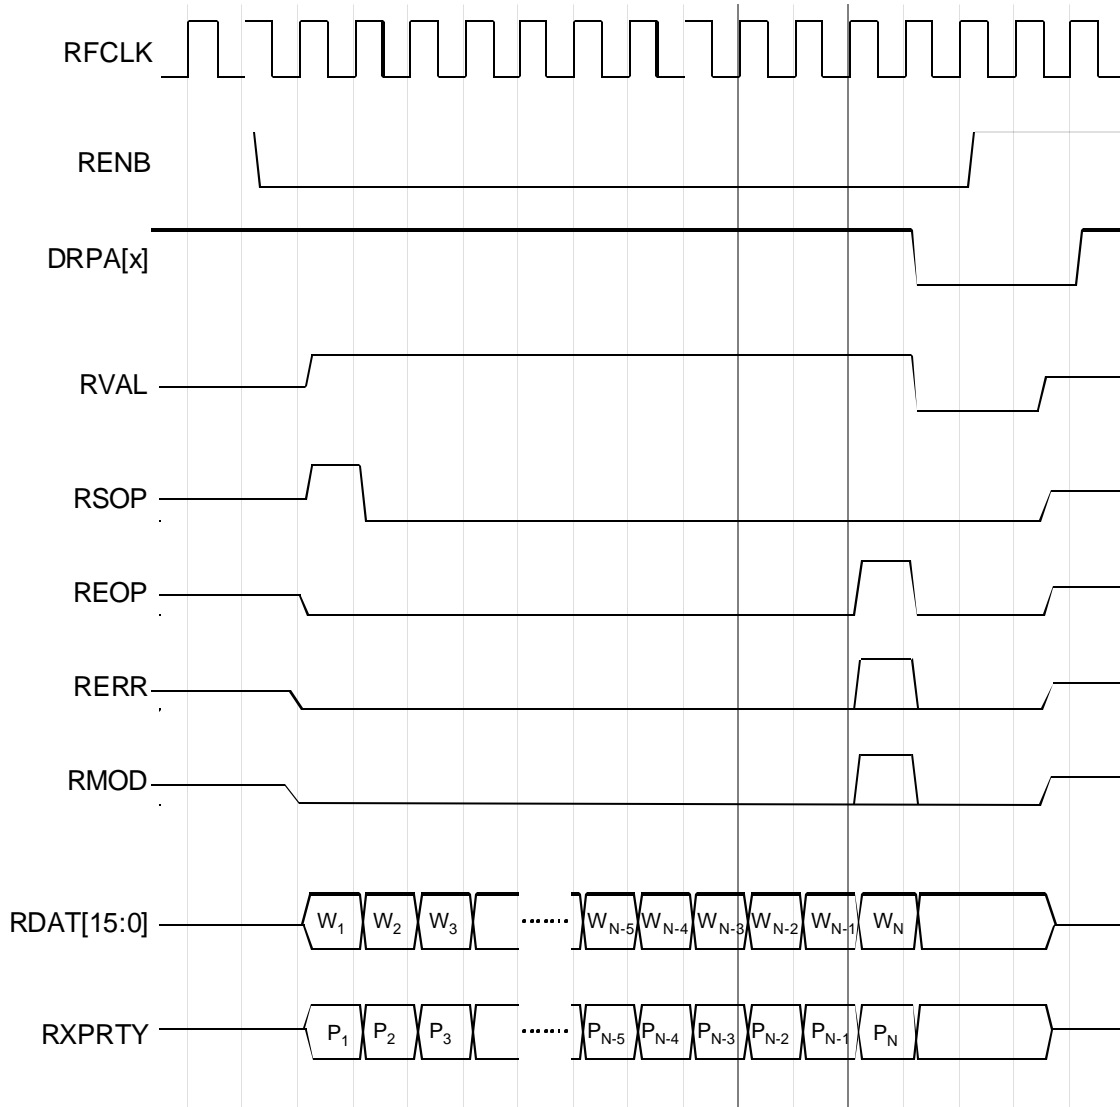 RFCLK
RENB
DRPA[x]
RVAL
RSOP
REOP
RERR
RMOD
RDAT[15:0] W1 W2 W3 ······· WN-5 WN-4 WN-3 WN-2 WN-1 WN
RXPRTY P1 P2 P3 ······· PN-5 PN-4 PN-3 PN-2 PN-1 PN